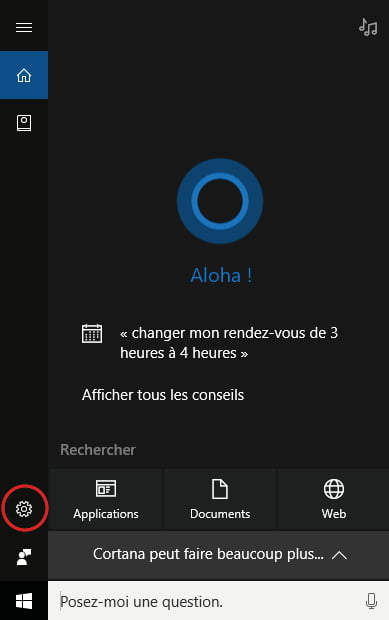 Aloha !
« changer mon rendez-vous de 3
heures à 4 heures »
Afficher tous les conseils
Rechercher
Applications
Documents
Web
Cortana peut faire beaucoup plus...
Posez-moi une question.